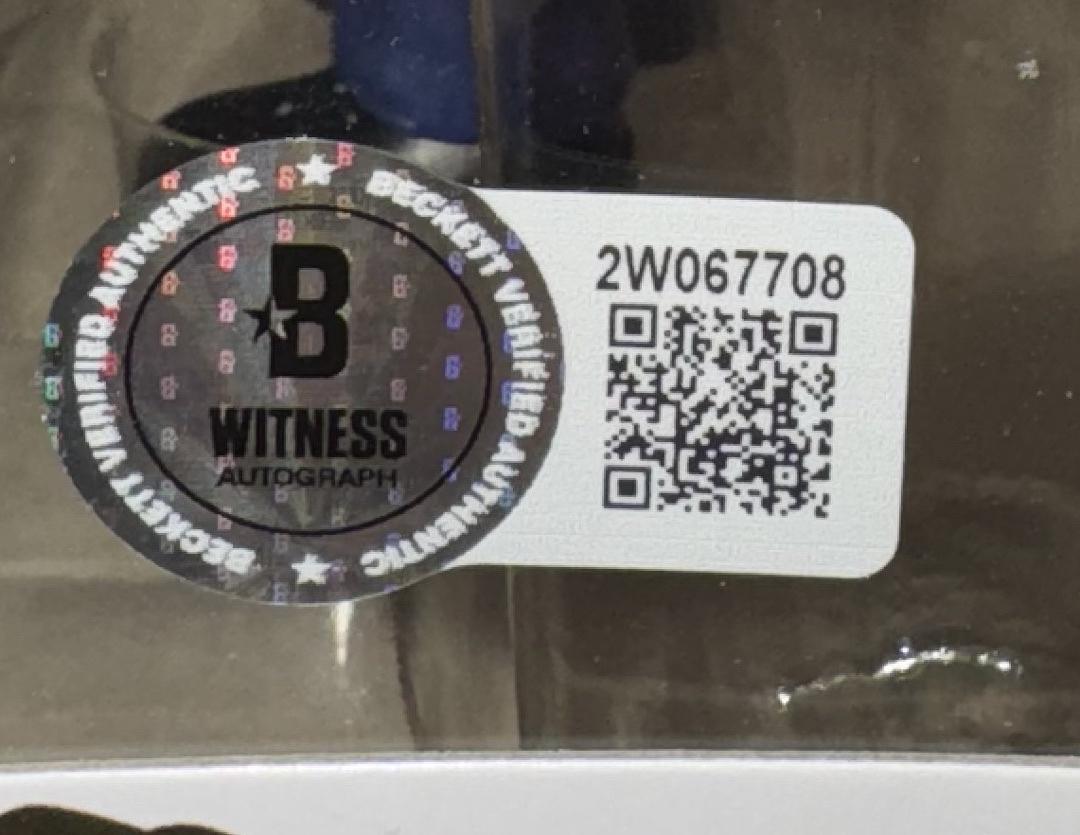 BECKETT VERIFIED AUTHENTIC
BECKETT VERIFIED AUTHENTIC
B
WITNESS
AUTOGRAPH
2W067708